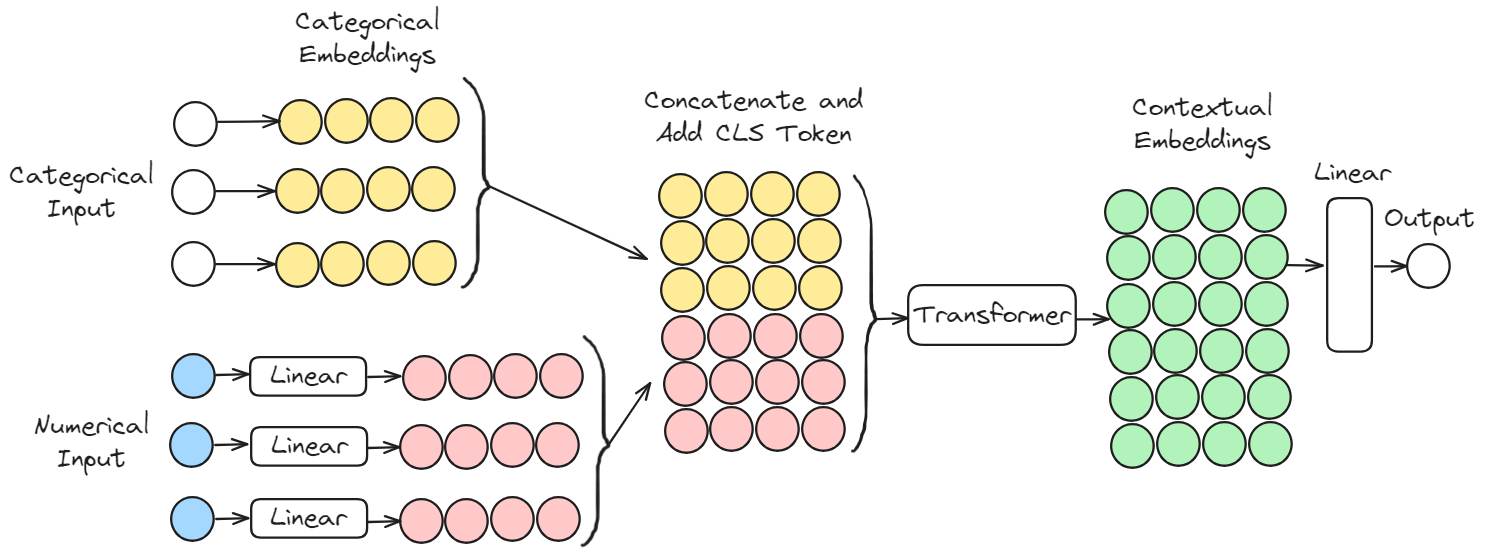 Categorical
Embeddings
Categorical
Input
Linear
Linear
Linear
Numerical
Input
Concatenate and
Add CLS Token
Transformer
Contextual
Embeddings
Linear
Output